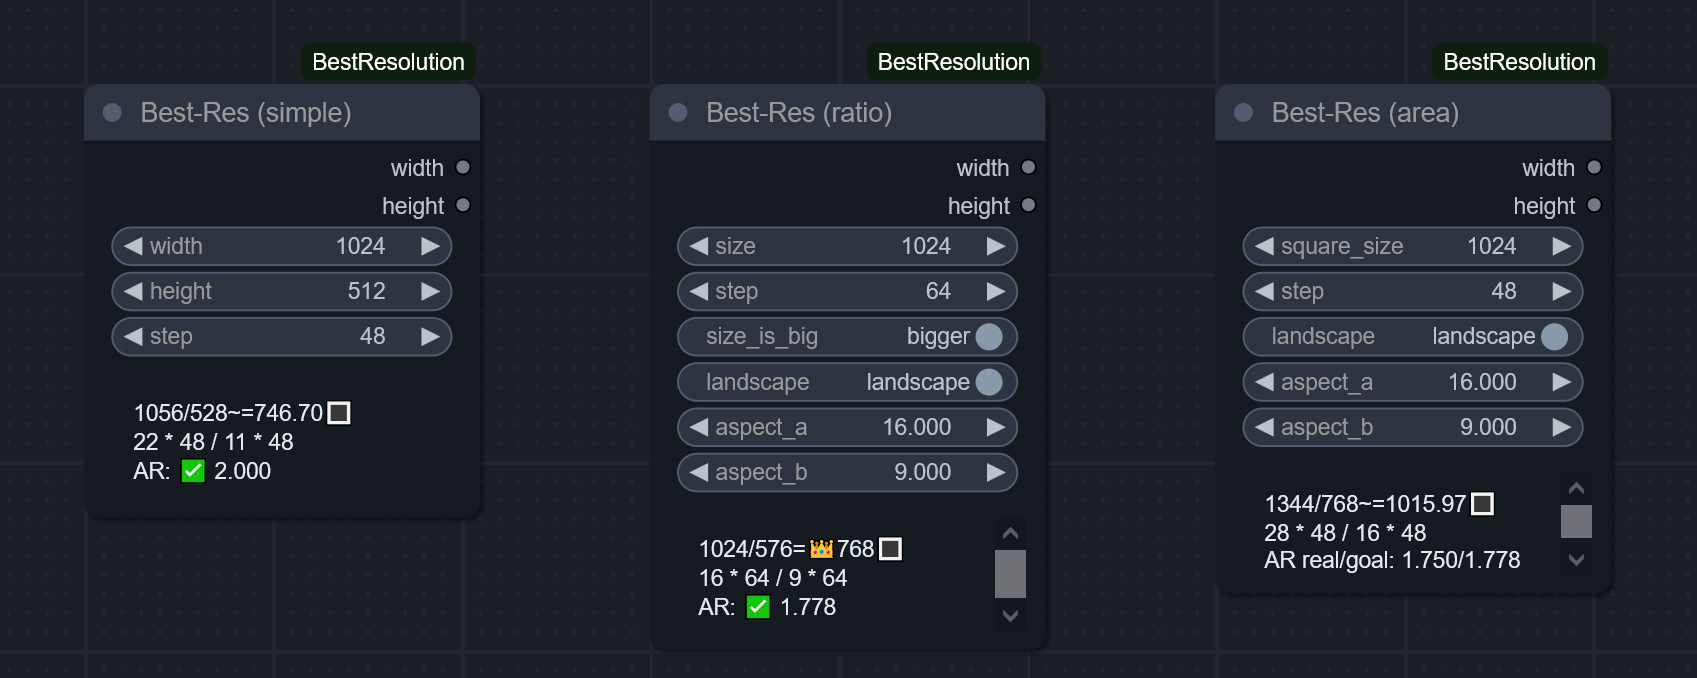 BestResolution
Best-Res (simple)
width
height
width 1024
height 512
step 48
1056/528~=746.70🔲
22 * 48 / 11 * 48
AR: ✅ 2.000
BestResolution
Best-Res (ratio)
width
height
size 1024
step 64
size_is_big bigger
landscape landscape
aspect_a 16.000
aspect_b 9.000
1024/576=👑768🔲
16 * 64 / 9 * 64
AR: ✅ 1.778
BestResolution
Best-Res (area)
width
height
square_size 1024
step 48
landscape landscape
aspect_a 16.000
aspect_b 9.000
1344/768~=1015.97🔲
28 * 48 / 16 * 48
AR real/goal: 1.750/1.778